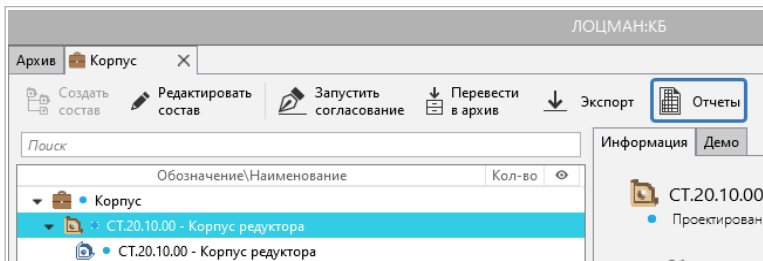 ЛОЦМАН:КБ
Архив Корпус
Создать состав
Редактировать состав
Запустить согласование
Перевести в архив
Экспорт
Отчеты
Поиск
Информация Демо
Обозначение\Наименование Кол-во
Корпус
СТ.20.10.00 - Корпус редуктора
СТ.20.10.00 - Корпус редуктора
СТ.20.10.00
Проектирован